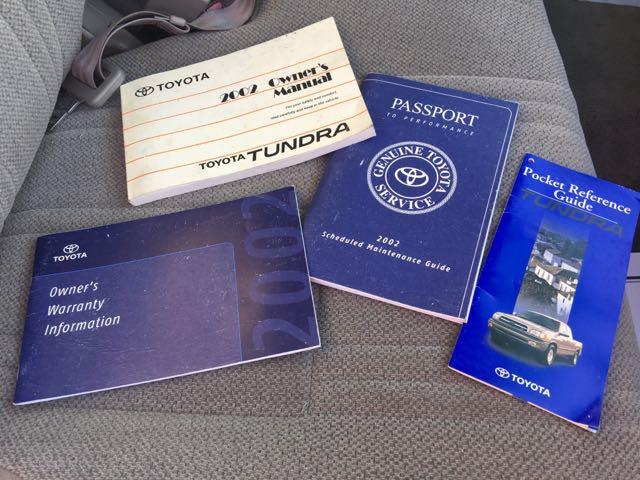 TOYOTA
2002 Owner's
Manual
For your safety and comfort,
read carefully and keep in the vehicle.
TOYOTA TUNDRA
PASSPORT
TO PERFORMANCE
GENUINE TOYOTA
SERVICE
2002
Scheduled Maintenance Guide
Pocket Reference
Guide
TUNDRA
TOYOTA
TOYOTA
Owner's
Warranty
Information
2002